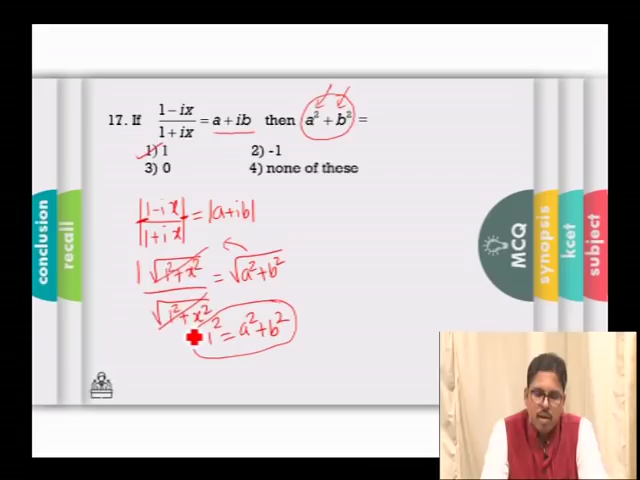 17. If (1 – ix)/(1 + ix) = a + ib then a² + b² =
1) 1 2) -1
3) 0 4) none of these
|1-ix|/|1+ix| = |a+ib|
1 √(1²+x²)/√(1²+x²) = √(a²+b²)
1² = a²+b²
conclusion
recall
MCQ
synopsis
kcet
subject